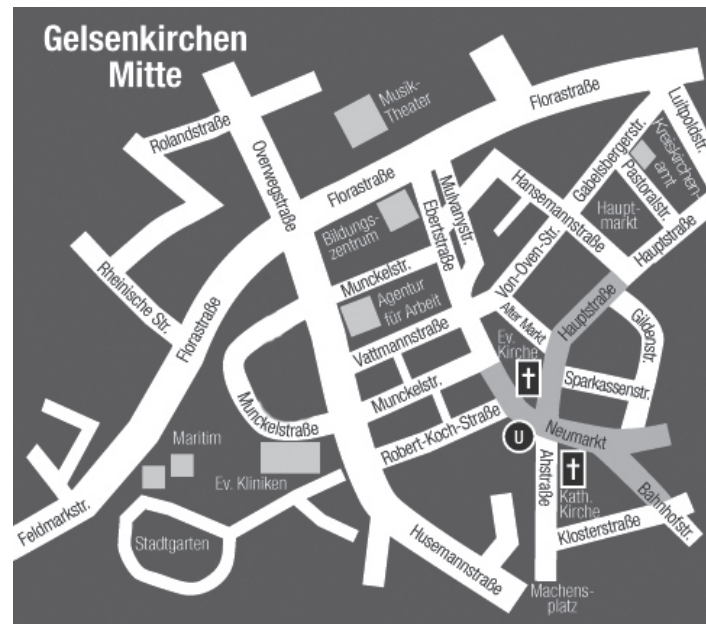 Gelsenkirchen
Mitte
Musik-
Theater
Florastraße
Luitpoldstr.
Rolandstraße
Overwegstraße
Gabelsbergerstr.
Kreiskirchen-
amt
Pastoralstr.
Florastraße
Mulvanystr.
Ebertstraße
Hansemannstraße
Haupt-
markt
Hauptstraße
Bildungs-
zentrum
Von-Oven-Str.
Rheinische Str.
Munckelstr.
Agentur
für Arbeit
Alter Markt
Hauptstraße
Gildenstr.
Florastraße
Vattmannstraße
Ev.
Kirche
Munckelstr.
Sparkassenstr.
Munckelstraße
Robert-Koch-Straße
Neumarkt
U
Maritim
Ev. Kliniken
Ahstraße
Kath.
Kirche
Bahnhofstr.
Feldmarkstr.
Stadtgarten
Husemannstraße
Klosterstraße
Machens-
platz